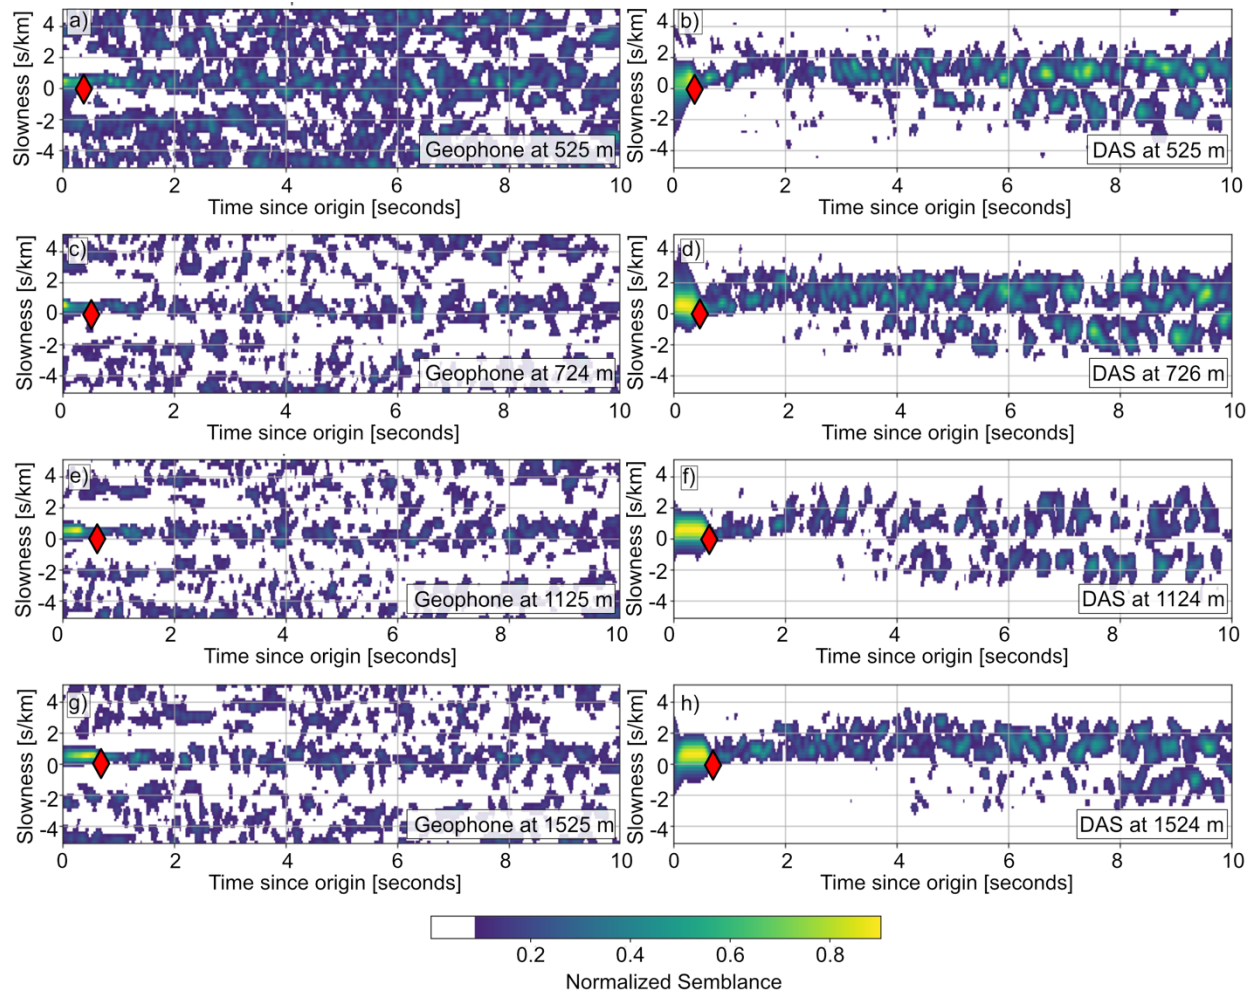 a)
4
2
0
-2
-4
Slowness [s/km]
Geophone at 525 m
0 2 4 6 8 10
Time since origin [seconds]
b)
4
2
0
-2
-4
Slowness [s/km]
DAS at 525 m
0 2 4 6 8 10
Time since origin [seconds]
c)
4
2
0
-2
-4
Slowness [s/km]
Geophone at 724 m
0 2 4 6 8 10
Time since origin [seconds]
d)
4
2
0
-2
-4
Slowness [s/km]
DAS at 726 m
0 2 4 6 8 10
Time since origin [seconds]
e)
4
2
0
-2
-4
Slowness [s/km]
Geophone at 1125 m
0 2 4 6 8 10
Time since origin [seconds]
f)
4
2
0
-2
-4
Slowness [s/km]
DAS at 1124 m
0 2 4 6 8 10
Time since origin [seconds]
g)
4
2
0
-2
-4
Slowness [s/km]
Geophone at 1525 m
0 2 4 6 8 10
Time since origin [seconds]
h)
4
2
0
-2
-4
Slowness [s/km]
DAS at 1524 m
0 2 4 6 8 10
Time since origin [seconds]
0.2 0.4 0.6 0.8
Normalized Semblance